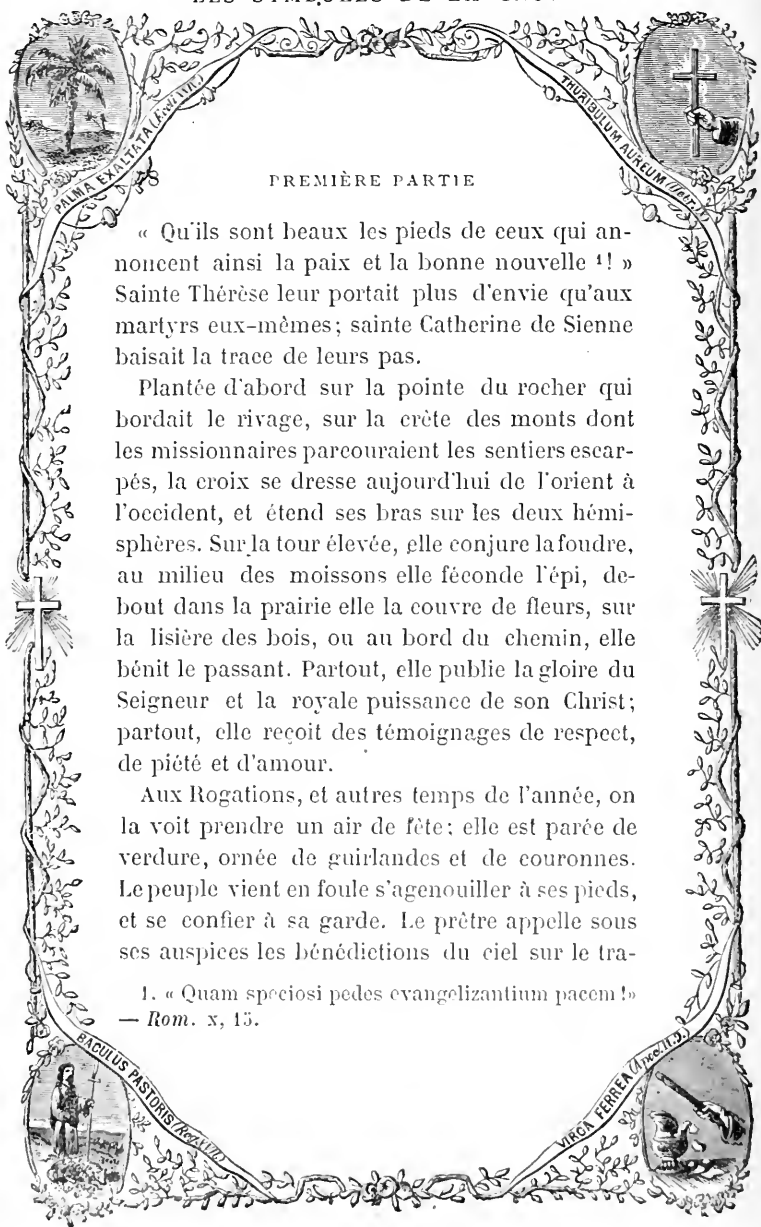 PALMA EXALTATA
THURIBULUM AUREUM
PREMIÈRE PARTIE
« Qu'ils sont beaux les pieds de ceux qui an-
noncent ainsi la paix et la bonne nouvelle ¹! »
Sainte Thérèse leur portait plus d'envie qu'aux
martyrs eux-mêmes; sainte Catherine de Sienne
baisait la trace de leurs pas.
Plantée d'abord sur la pointe du rocher qui
bordait le rivage, sur la crête des monts dont
les missionnaires parcouraient les sentiers escar-
pés, la croix se dresse aujourd'hui de l'orient à
l'occident, et étend ses bras sur les deux hémi-
sphères. Sur la tour élevée, elle conjure la foudre,
au milieu des moissons elle féconde l'épi, de-
bout dans la prairie elle la couvre de fleurs, sur
la lisière des bois, ou au bord du chemin, elle
bénit le passant. Partout, elle publie la gloire du
Seigneur et la royale puissance de son Christ;
partout, elle reçoit des témoignages de respect,
de piété et d'amour.
Aux Rogations, et autres temps de l'année, on
la voit prendre un air de fête; elle est parée de
verdure, ornée de guirlandes et de couronnes.
Le peuple vient en foule s'agenouiller à ses pieds,
et se confier à sa garde. Le prêtre appelle sous
ses auspices les bénédictions du ciel sur le tra-
1. « Quam speciosi pedes evangelizantium pacem !»
— Rom. x, 15.
BACULUS PASTORIS
VIRGA FERREA